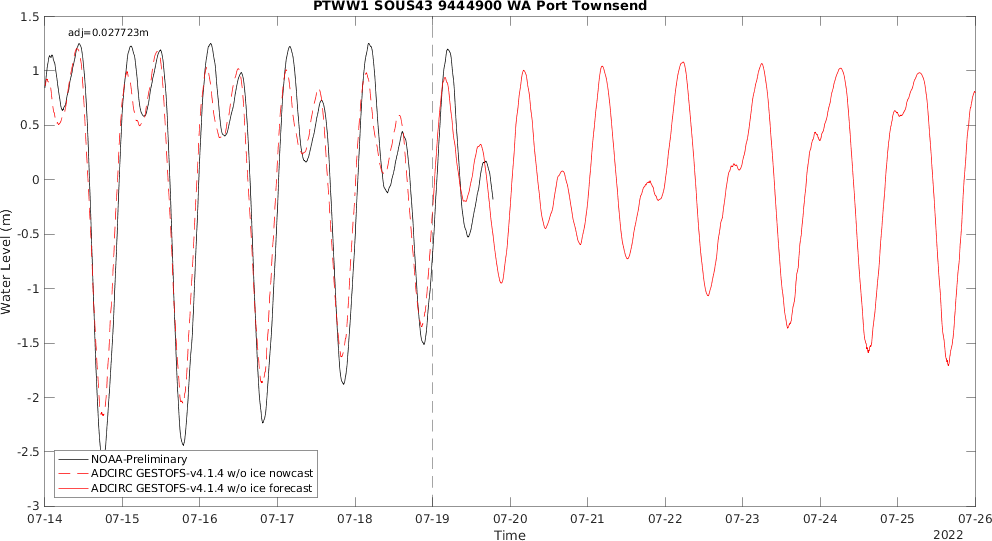 PTWW1 SOUS43 9444900 WA Port Townsend
adj=0.027723m
1.5
1
0.5
0
-0.5
-1
-1.5
-2
-2.5
-3
Water Level (m)
NOAA-Preliminary
ADCIRC GESTOFS-v4.1.4 w/o ice nowcast
ADCIRC GESTOFS-v4.1.4 w/o ice forecast
07-14 07-15 07-16 07-17 07-18 07-19 07-20 07-21 07-22 07-23 07-24 07-25 07-26
Time
2022